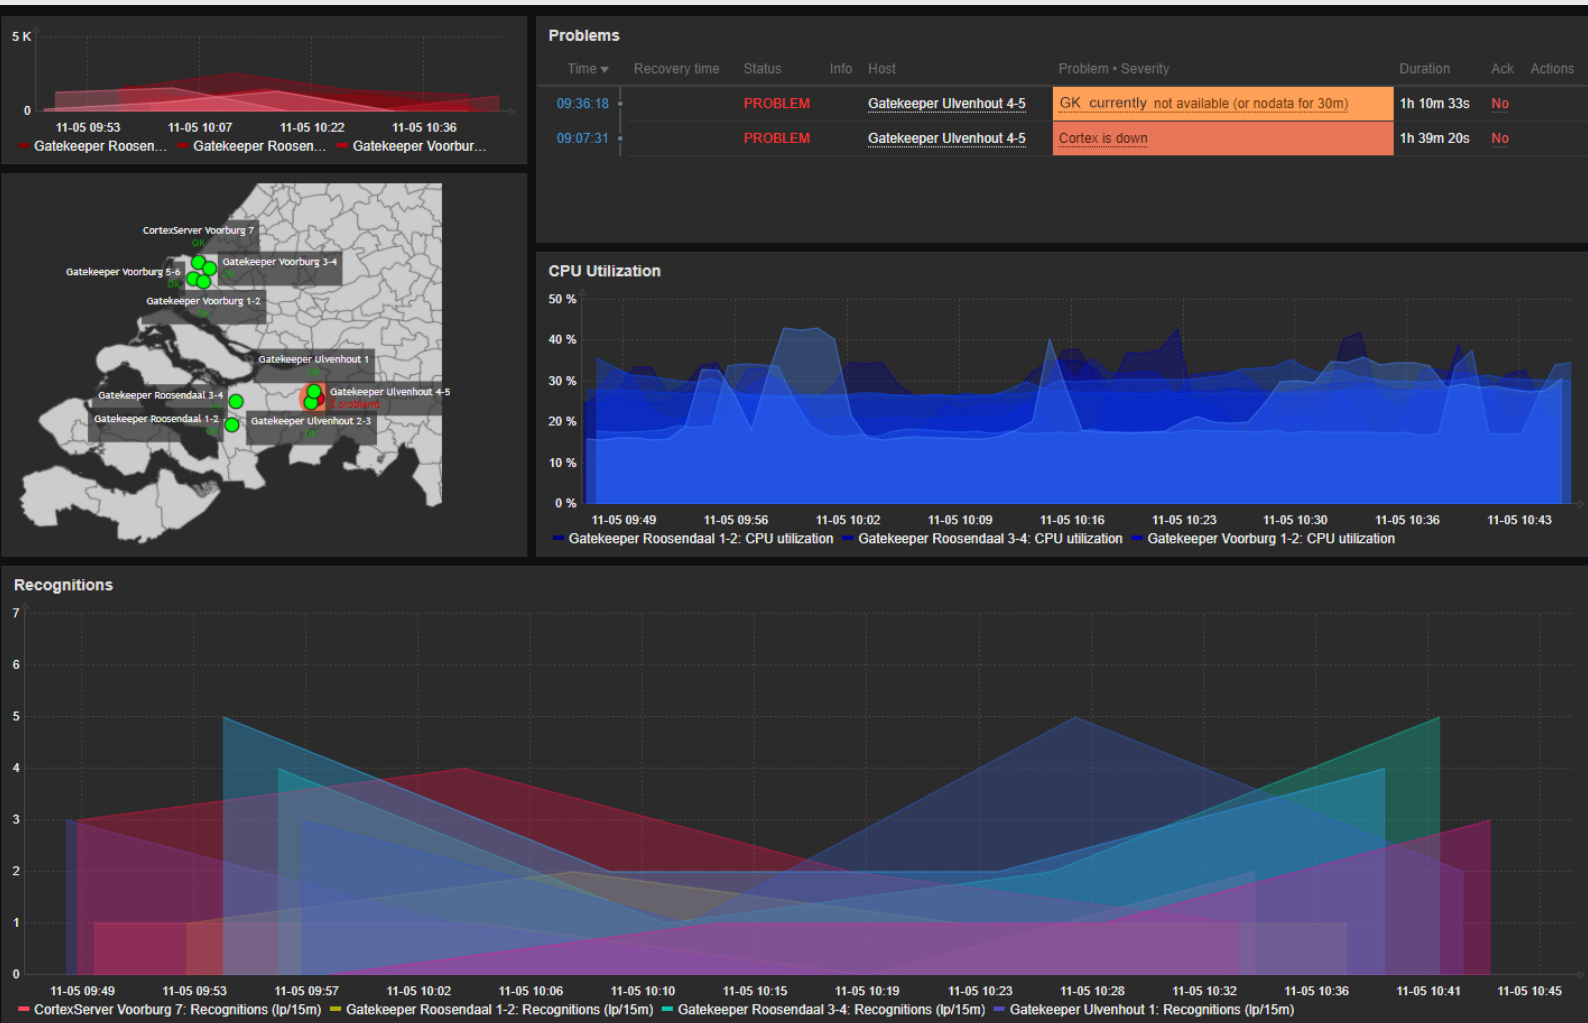 5 K
0
11-05 09:53 11-05 10:07 11-05 10:22 11-05 10:36
Gatekeeper Roosen... Gatekeeper Roosen... Gatekeeper Voorbur...
Problems
Time ▼ Recovery time Status Info Host Problem • Severity Duration Ack Actions
09:36:18 PROBLEM Gatekeeper Ulvenhout 4-5 GK currently not available (or nodata for 30m) 1h 10m 33s No
09:07:31 PROBLEM Gatekeeper Ulvenhout 4-5 Cortex is down 1h 39m 20s No
CortexServer Voorburg 7
OK
Gatekeeper Voorburg 3-4
OK
Gatekeeper Voorburg 5-6
OK
Gatekeeper Voorburg 1-2
OK
Gatekeeper Ulvenhout 1
OK
Gatekeeper Roosendaal 3-4
Gatekeeper Ulvenhout 4-5
problem
Gatekeeper Roosendaal 1-2
OK
Gatekeeper Ulvenhout 2-3
OK
CPU Utilization
50 %
40 %
30 %
20 %
10 %
0 %
11-05 09:49 11-05 09:56 11-05 10:02 11-05 10:09 11-05 10:16 11-05 10:23 11-05 10:30 11-05 10:36 11-05 10:43
Gatekeeper Roosendaal 1-2: CPU utilization Gatekeeper Roosendaal 3-4: CPU utilization Gatekeeper Voorburg 1-2: CPU utilization
Recognitions
7
6
5
4
3
2
1
0
11-05 09:49 11-05 09:53 11-05 09:57 11-05 10:02 11-05 10:06 11-05 10:10 11-05 10:15 11-05 10:19 11-05 10:23 11-05 10:28 11-05 10:32 11-05 10:36 11-05 10:41 11-05 10:45
CortexServer Voorburg 7: Recognitions (lp/15m) Gatekeeper Roosendaal 1-2: Recognitions (lp/15m) Gatekeeper Roosendaal 3-4: Recognitions (lp/15m) Gatekeeper Ulvenhout 1: Recognitions (lp/15m)